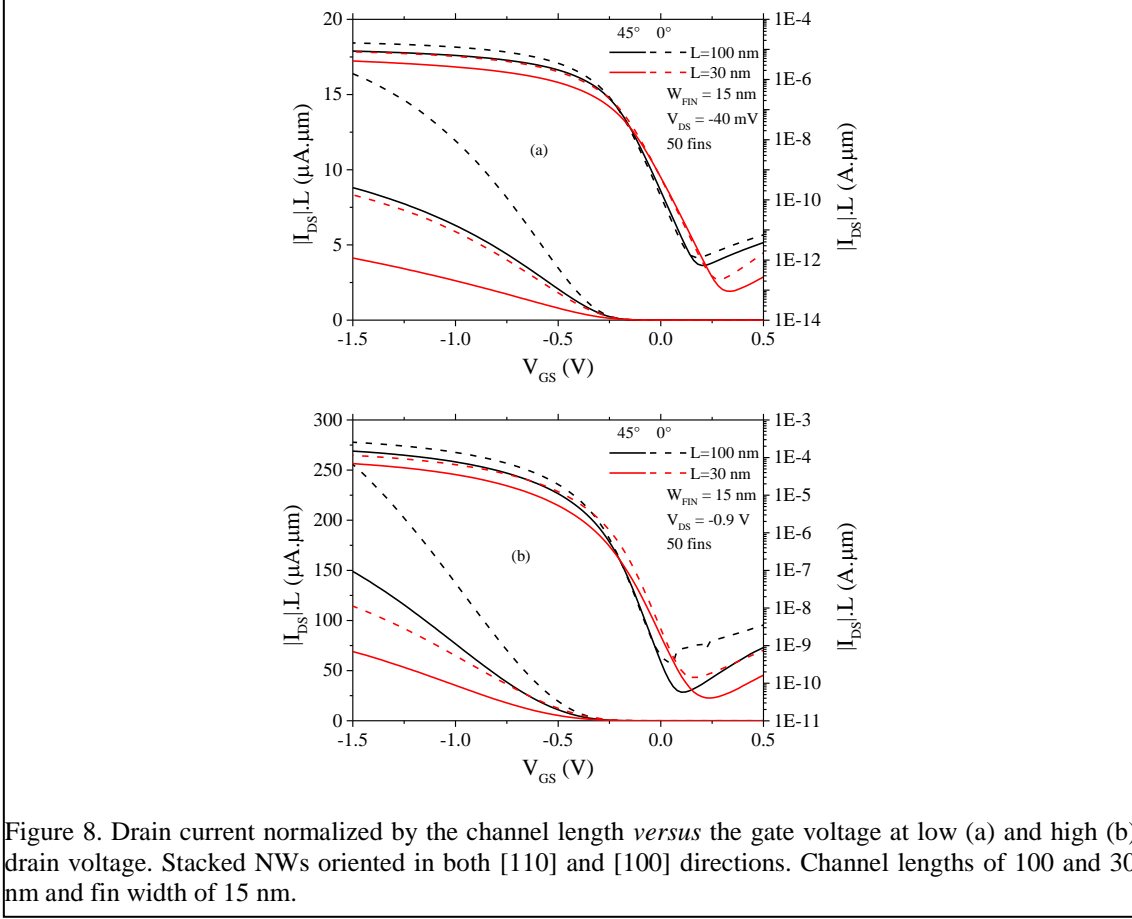 20
15
10
5
0
|I_DS|.L (µA.µm)
45° 0°
L=100 nm
L=30 nm
W_FIN = 15 nm
V_DS = -40 mV
50 fins
(a)
1E-4
1E-6
1E-8
1E-10
1E-12
1E-14
|I_DS|.L (A.µm)
-1.5 -1.0 -0.5 0.0 0.5
V_GS (V)
300
250
200
150
100
50
0
|I_DS|.L (µA.µm)
45° 0°
L=100 nm
L=30 nm
W_FIN = 15 nm
V_DS = -0.9 V
50 fins
(b)
1E-3
1E-4
1E-5
1E-6
1E-7
1E-8
1E-9
1E-10
1E-11
|I_DS|.L (A.µm)
-1.5 -1.0 -0.5 0.0 0.5
V_GS (V)
Figure 8. Drain current normalized by the channel length versus the gate voltage at low (a) and high (b)
drain voltage. Stacked NWs oriented in both [110] and [100] directions. Channel lengths of 100 and 30
nm and fin width of 15 nm.